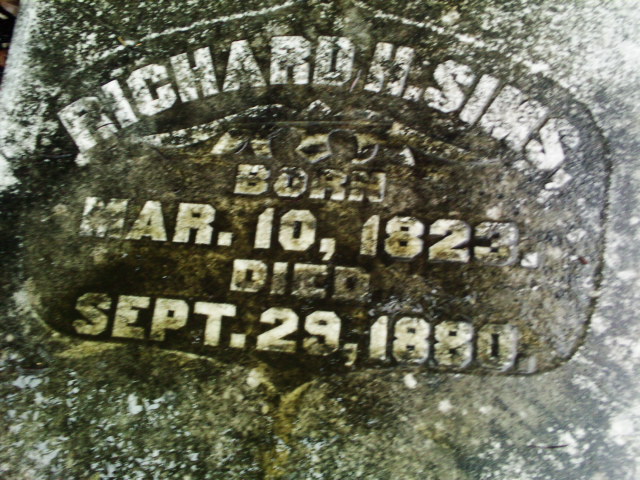 RICHARD H. SIMS,
BORN
MAR. 10, 1823.
DIED
SEPT. 29, 1880.